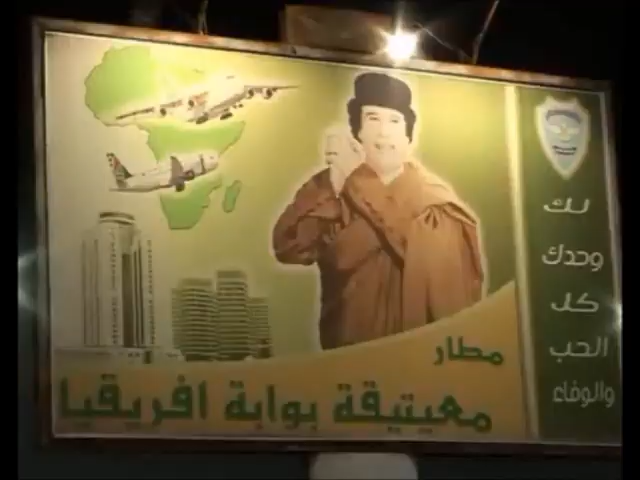 لك
وحدك
كل
الحب
والوفاء
مطار
معيتيقة بوابة افريقيا